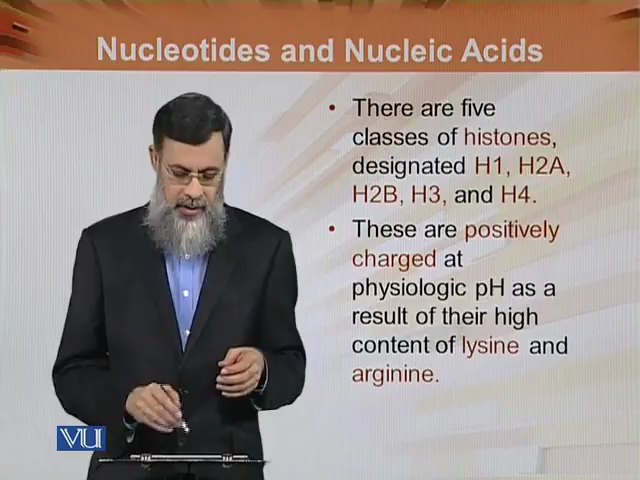 Nucleotides and Nucleic Acids
• There are five
classes of histones,
designated H1, H2A,
H2B, H3, and H4.
• These are positively
charged at
physiologic pH as a
result of their high
content of lysine and
arginine.
VU